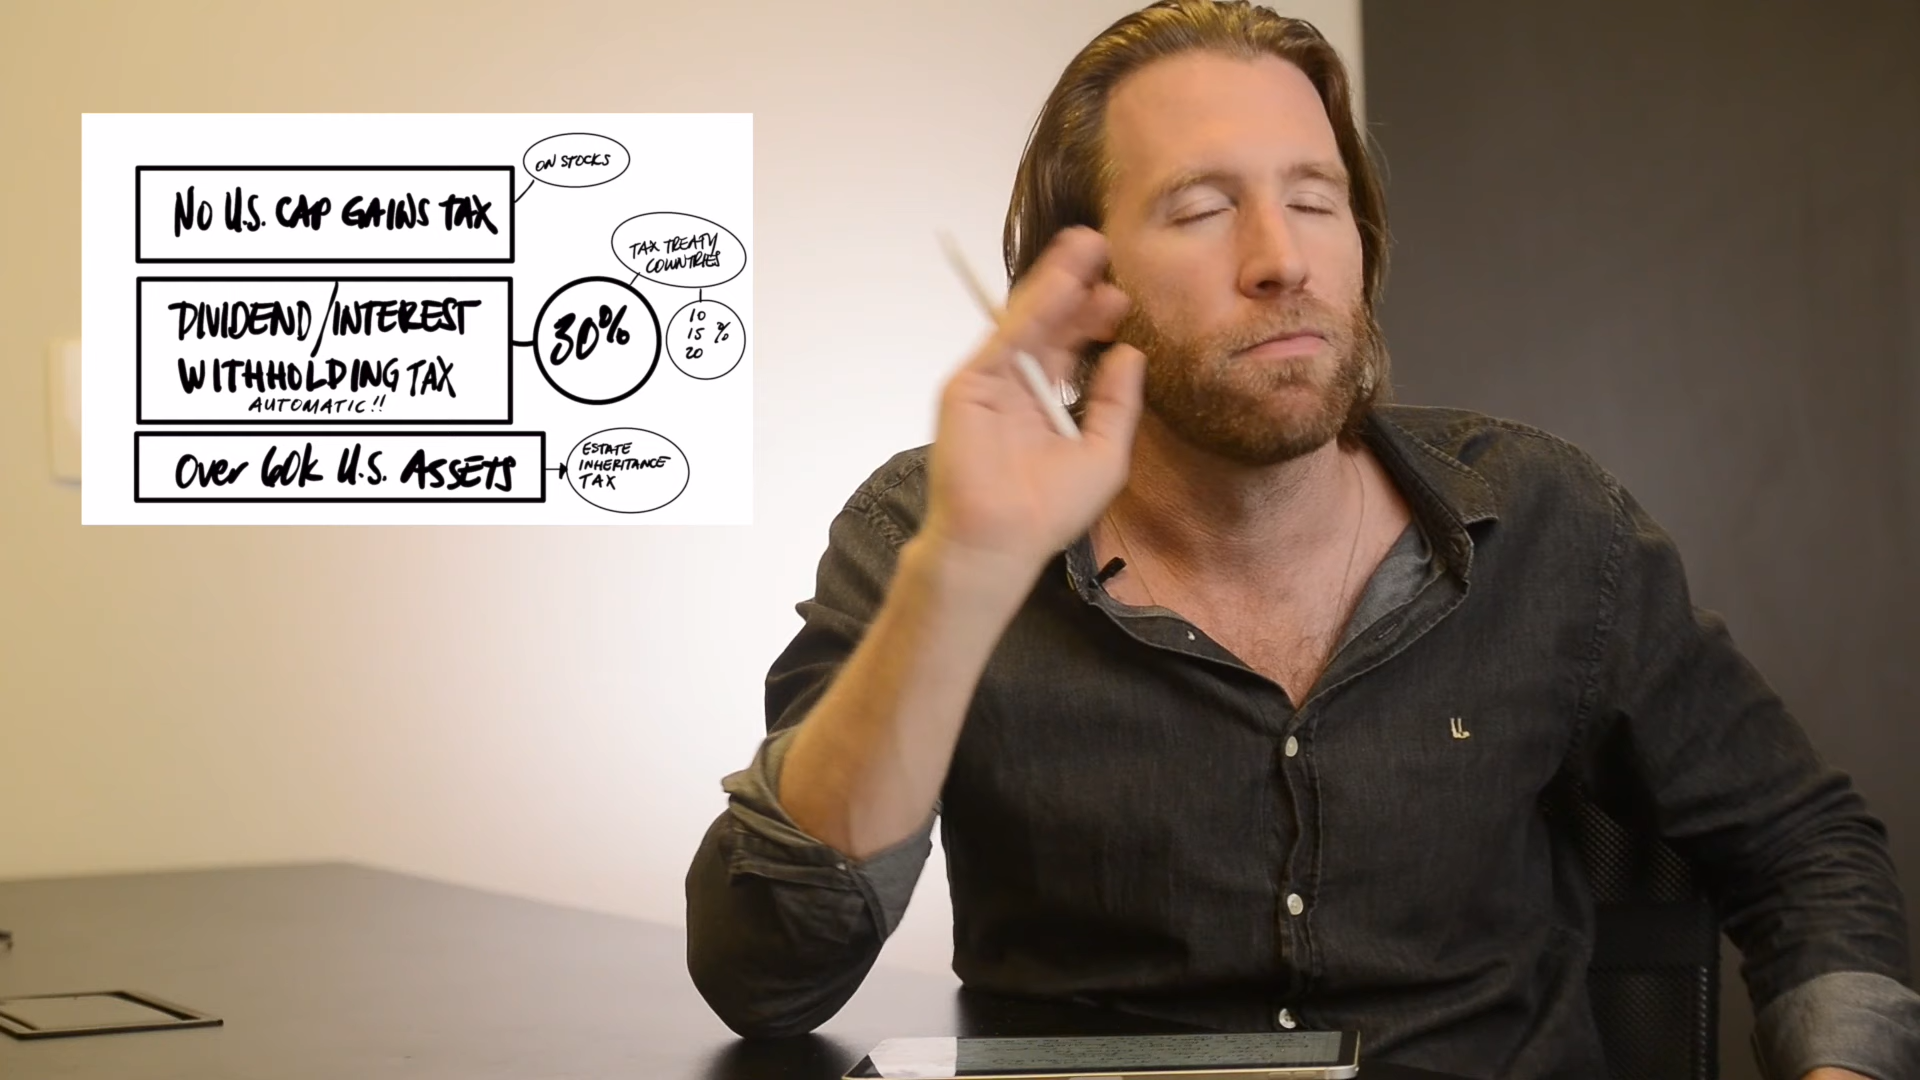 ON STOCKS
NO U.S. CAP GAINS TAX
TAX TREATY
COUNTRIES
DIVIDEND/INTEREST
WITHHOLDING TAX
AUTOMATIC!!
30%
10
15 %
20
Over 60k U.S. ASSETS
ESTATE
INHERITANCE
TAX